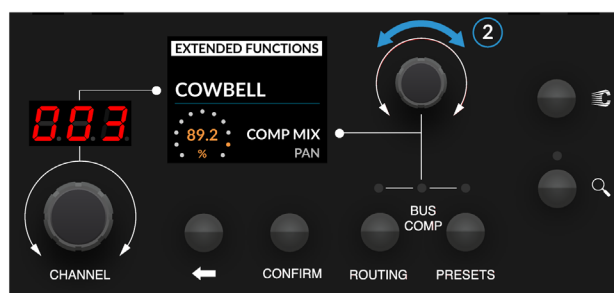 EXTENDED FUNCTIONS
2
COWBELL
003
89.2
%
COMP MIX
PAN
BUS
COMP
CHANNEL
CONFIRM
ROUTING
PRESETS